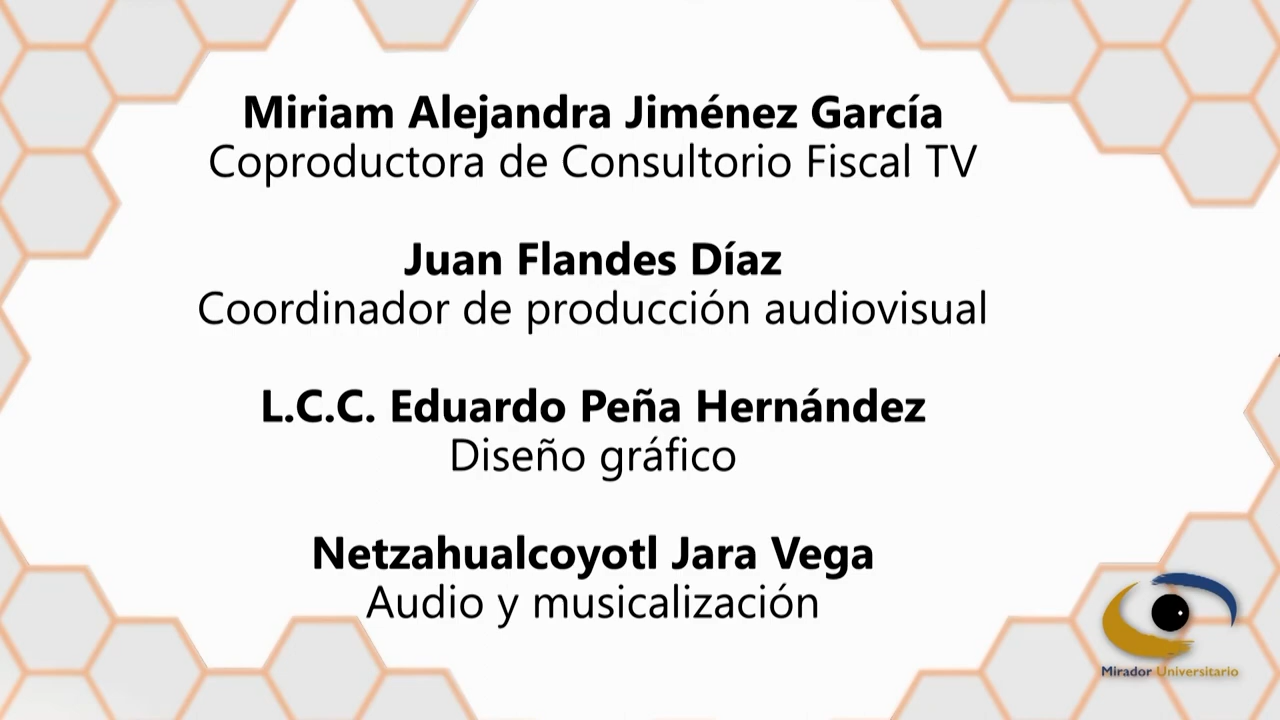 Miriam Alejandra Jiménez García
Coproductora de Consultorio Fiscal TV
Juan Flandes Díaz
Coordinador de producción audiovisual
L.C.C. Eduardo Peña Hernández
Diseño gráfico
Netzahualcoyotl Jara Vega
Audio y musicalización
Mirador Universitario